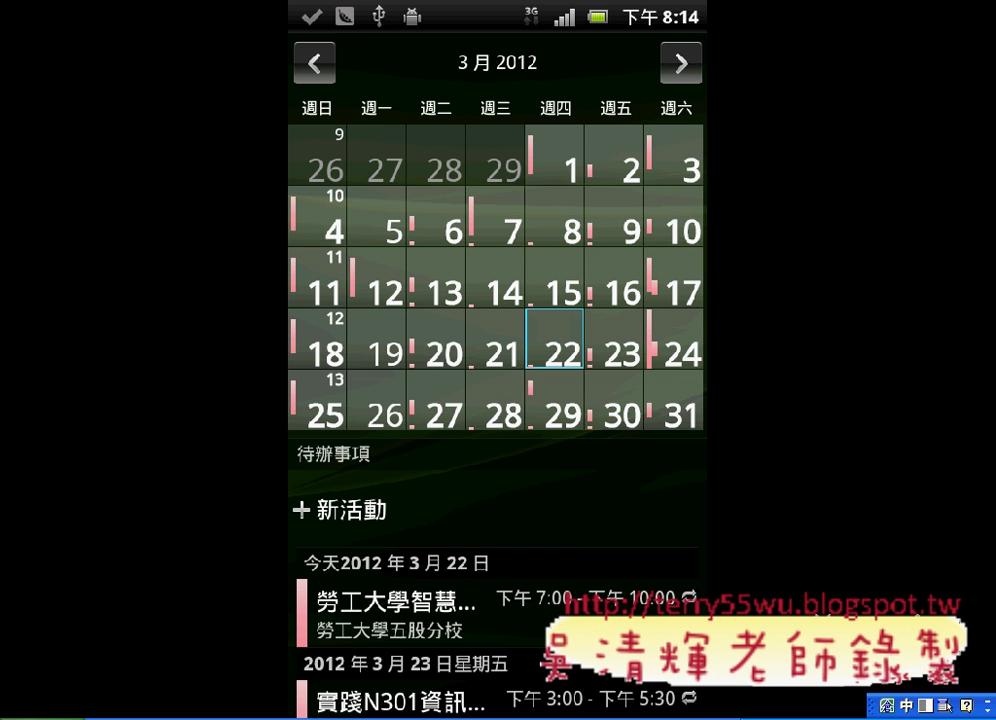 3G 下午 8:14
3 月 2012
週日 週一 週二 週三 週四 週五 週六
9 26 27 28 29 1 2 3
10 4 5 6 7 8 9 10
11 11 12 13 14 15 16 17
12 18 19 20 21 22 23 24
13 25 26 27 28 29 30 31
待辦事項
+ 新活動
今天2012 年 3 月 22 日
勞工大學智慧... 下午 7:00 - 下午 10:00
勞工大學五股分校
http://terry55wu.blogspot.tw
吳清輝老師錄製
2012 年 3 月 23 日星期五
實踐N301資訊... 下午 3:00 - 下午 5:30
中